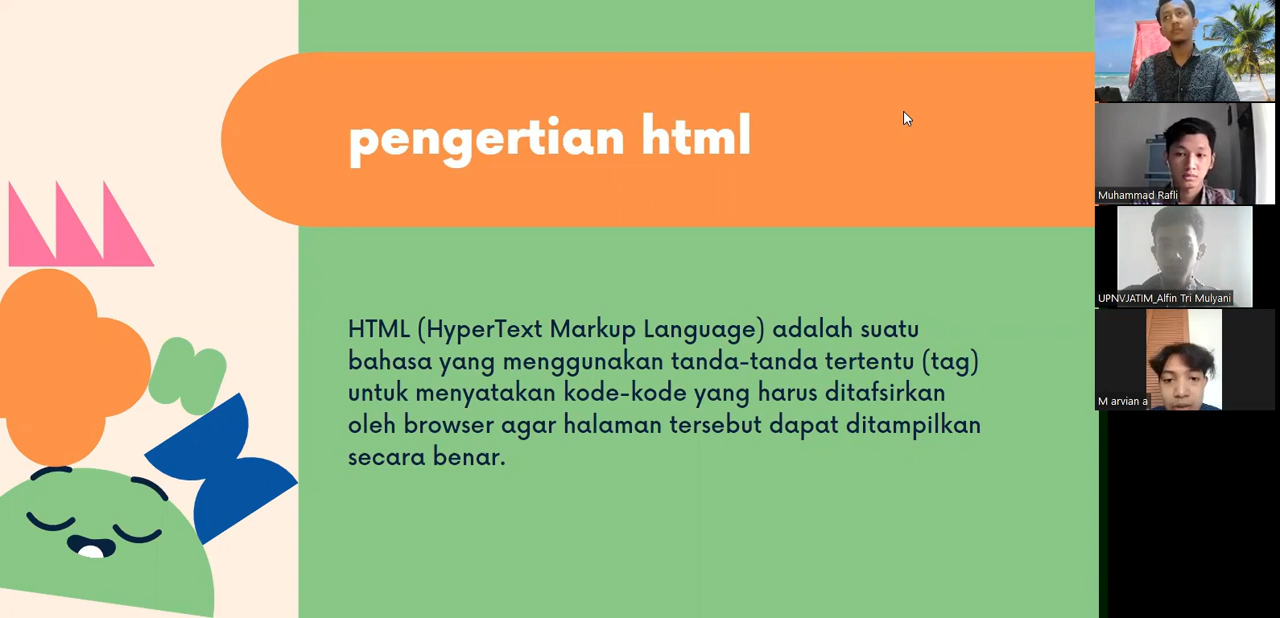 pengertian html
HTML (HyperText Markup Language) adalah suatu
bahasa yang menggunakan tanda-tanda tertentu (tag)
untuk menyatakan kode-kode yang harus ditafsirkan
oleh browser agar halaman tersebut dapat ditampilkan
secara benar.
Muhammad Rafli
UPNVJATIM_Alfin Tri Mulyani
M arvian a